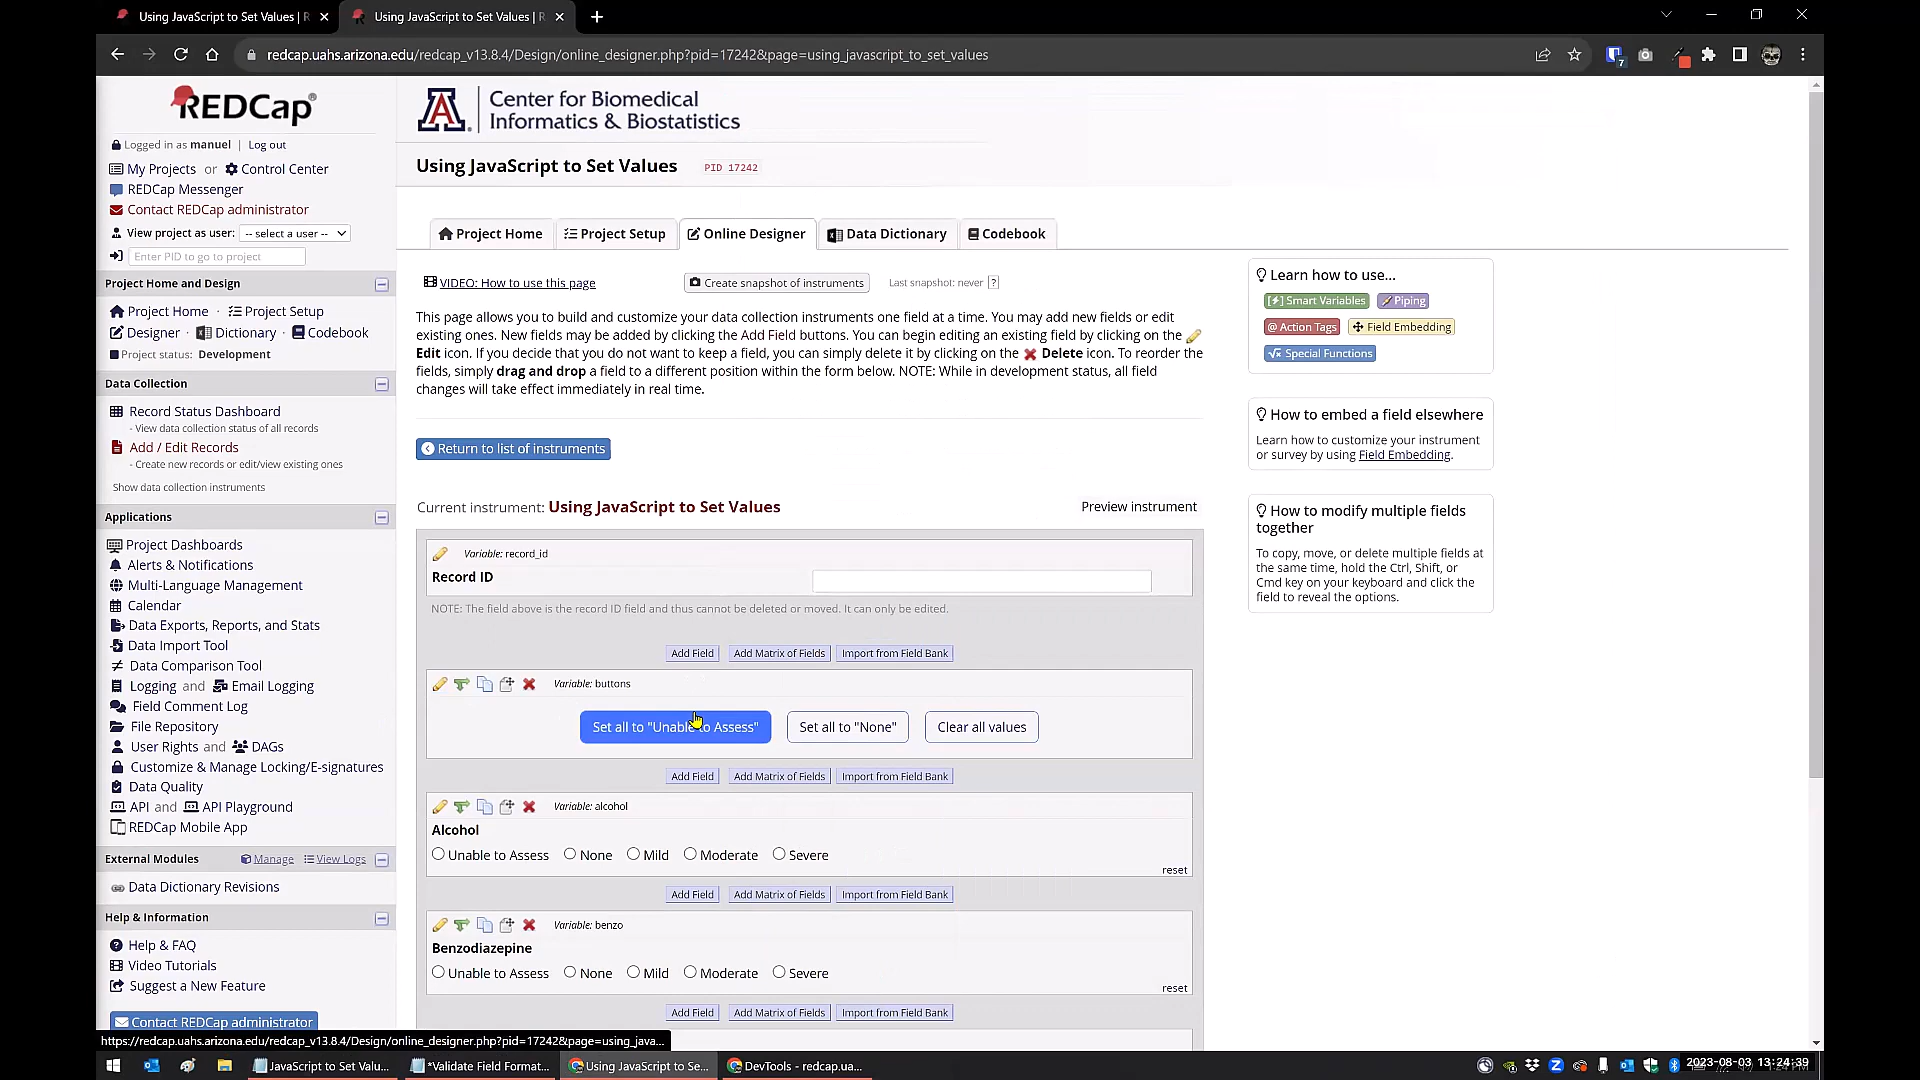 Using JavaScript to Set Values | R
Using JavaScript to Set Values | R
redcap.uahs.arizona.edu/redcap_v13.8.4/Design/online_designer.php?pid=17242&page=using_javascript_to_set_values
7
REDCap®
Logged in as manuel | Log out
My Projects or Control Center
REDCap Messenger
Contact REDCap administrator
View project as user: -- select a user --
Enter PID to go to project
Project Home and Design
Project Home Project Setup
Designer Dictionary Codebook
Project status: Development
Data Collection
Record Status Dashboard
- View data collection status of all records
Add / Edit Records
- Create new records or edit/view existing ones
Show data collection instruments
Applications
Project Dashboards
Alerts & Notifications
Multi-Language Management
Calendar
Data Exports, Reports, and Stats
Data Import Tool
Data Comparison Tool
Logging and Email Logging
Field Comment Log
File Repository
User Rights and DAGs
Customize & Manage Locking/E-signatures
Data Quality
API and API Playground
REDCap Mobile App
External Modules Manage View Logs
Data Dictionary Revisions
Help & Information
Help & FAQ
Video Tutorials
Suggest a New Feature
Contact REDCap administrator
https://redcap.uahs.arizona.edu/redcap_v13.8.4/Design/online_designer.php?pid=17242&page=using_java...
A
Center for Biomedical
Informatics & Biostatistics
Using JavaScript to Set Values PID 17242
Project Home Project Setup Online Designer Data Dictionary Codebook
VIDEO: How to use this page Create snapshot of instruments Last snapshot: never ?
This page allows you to build and customize your data collection instruments one field at a time. You may add new fields or edit
existing ones. New fields may be added by clicking the Add Field buttons. You can begin editing an existing field by clicking on the
Edit icon. If you decide that you do not want to keep a field, you can simply delete it by clicking on the Delete icon. To reorder the
fields, simply drag and drop a field to a different position within the form below. NOTE: While in development status, all field
changes will take effect immediately in real time.
Return to list of instruments
Current instrument: Using JavaScript to Set Values Preview instrument
Variable: record_id
Record ID
NOTE: The field above is the record ID field and thus cannot be deleted or moved. It can only be edited.
Add Field Add Matrix of Fields Import from Field Bank
Variable: buttons
Set all to "Unable to Assess" Set all to "None" Clear all values
Add Field Add Matrix of Fields Import from Field Bank
Variable: alcohol
Alcohol
Unable to Assess None Mild Moderate Severe
reset
Add Field Add Matrix of Fields Import from Field Bank
Variable: benzo
Benzodiazepine
Unable to Assess None Mild Moderate Severe
reset
Add Field Add Matrix of Fields Import from Field Bank
Learn how to use...
[⚡] Smart Variables Piping
@ Action Tags Field Embedding
√x Special Functions
How to embed a field elsewhere
Learn how to customize your instrument
or survey by using Field Embedding.
How to modify multiple fields
together
To copy, move, or delete multiple fields at
the same time, hold the Ctrl, Shift, or
Cmd key on your keyboard and click the
field to reveal the options.
JavaScript to Set Valu...
*Validate Field Format...
Using JavaScript to Se...
DevTools - redcap.ua...
2023-08-03 13:24:39